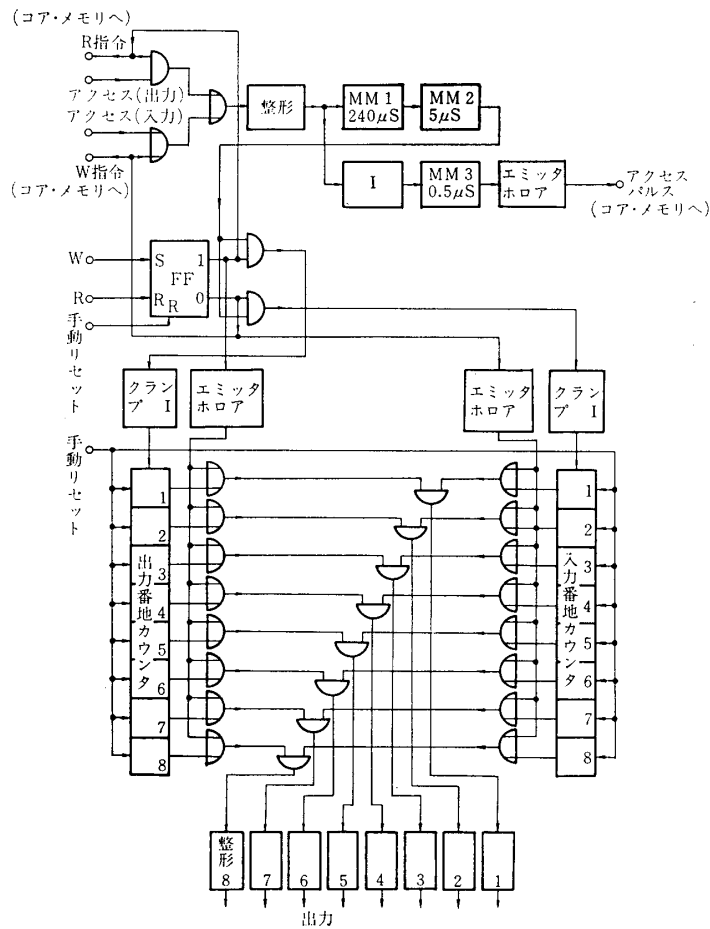 (コア・メモリへ)
R指令
アクセス(出力)
アクセス(入力)
W指令
(コア・メモリへ)
整形
MM 1
240μS
MM 2
5μS
I
MM 3
0.5μS
エミッタ
ホロア
アクセス
パルス
(コア・メモリへ)
W
R
手動リセット
S 1
FF
R 0
R
クラン
プ I
エミッタ
ホロア
エミッタ
ホロア
クラン
プ I
手動リセット
出力番地カウンタ
1
2
3
4
5
6
7
8
入力番地カウンタ
1
2
3
4
5
6
7
8
整形
8
7
6
5
4
3
2
1
出力